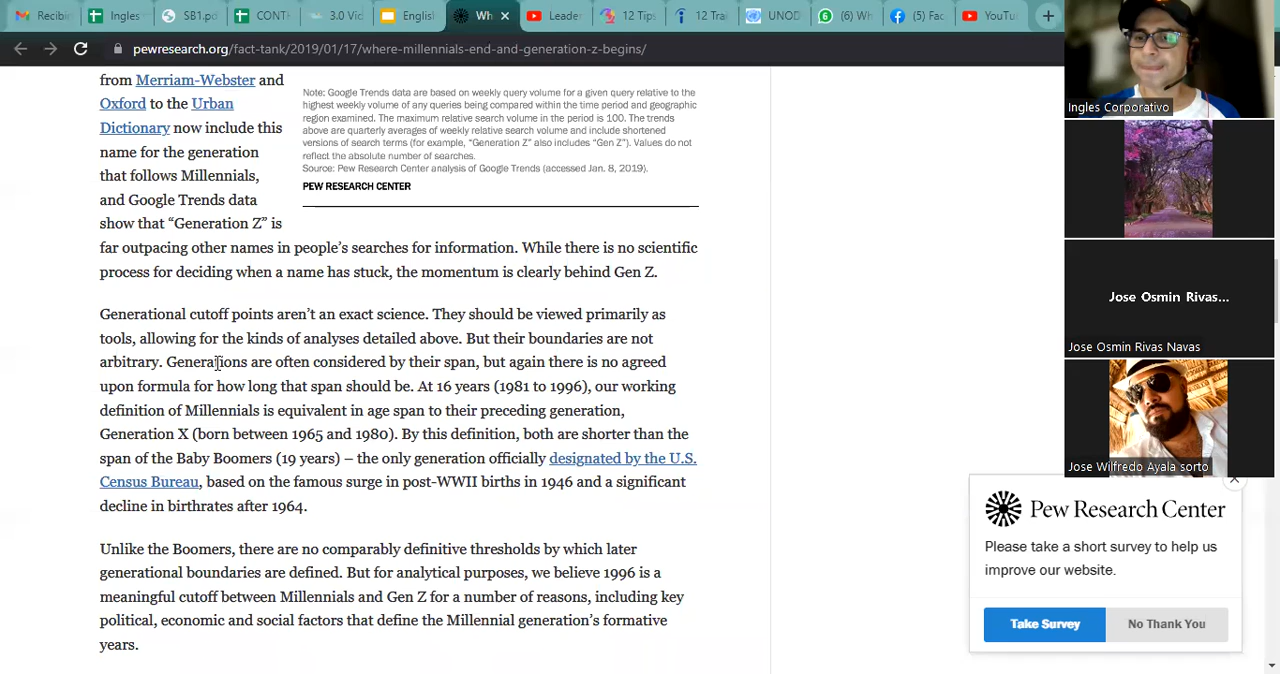 Recibin
Ingles
SB1.pd
CONT
3.0 Vid
English
Wh
Leader
12 Tips
12 Trai
UNOD
(6) Wh
(5) Fac
YouTu
pewresearch.org/fact-tank/2019/01/17/where-millennials-end-and-generation-z-begins/
from Merriam-Webster and
Oxford to the Urban
Dictionary now include this
name for the generation
that follows Millennials,
and Google Trends data
show that “Generation Z” is
far outpacing other names in people’s searches for information. While there is no scientific
process for deciding when a name has stuck, the momentum is clearly behind Gen Z.
Note: Google Trends data are based on weekly query volume for a given query relative to the
highest weekly volume of any queries being compared within the time period and geographic
region examined. The maximum relative search volume in the period is 100. The trends
above are quarterly averages of weekly relative search volume and include shortened
versions of search terms (for example, “Generation Z” also includes “Gen Z”). Values do not
reflect the absolute number of searches.
Source: Pew Research Center analysis of Google Trends (accessed Jan. 8, 2019).
PEW RESEARCH CENTER
Generational cutoff points aren’t an exact science. They should be viewed primarily as
tools, allowing for the kinds of analyses detailed above. But their boundaries are not
arbitrary. Generations are often considered by their span, but again there is no agreed
upon formula for how long that span should be. At 16 years (1981 to 1996), our working
definition of Millennials is equivalent in age span to their preceding generation,
Generation X (born between 1965 and 1980). By this definition, both are shorter than the
span of the Baby Boomers (19 years) – the only generation officially designated by the U.S.
Census Bureau, based on the famous surge in post-WWII births in 1946 and a significant
decline in birthrates after 1964.
Unlike the Boomers, there are no comparably definitive thresholds by which later
generational boundaries are defined. But for analytical purposes, we believe 1996 is a
meaningful cutoff between Millennials and Gen Z for a number of reasons, including key
political, economic and social factors that define the Millennial generation’s formative
years.
Ingles Corporativo
Jose Osmin Rivas...
Jose Osmin Rivas Navas
Jose Wilfredo Ayala sorto
Pew Research Center
Please take a short survey to help us
improve our website.
Take Survey
No Thank You